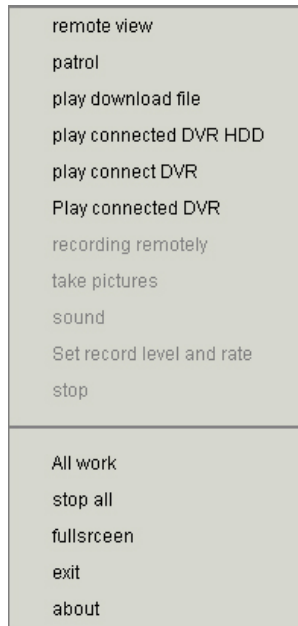 remote view
patrol
play download file
play connected DVR HDD
play connect DVR
Play connected DVR
recording remotely
take pictures
sound
Set record level and rate
stop
All work
stop all
fullsrceen
exit
about